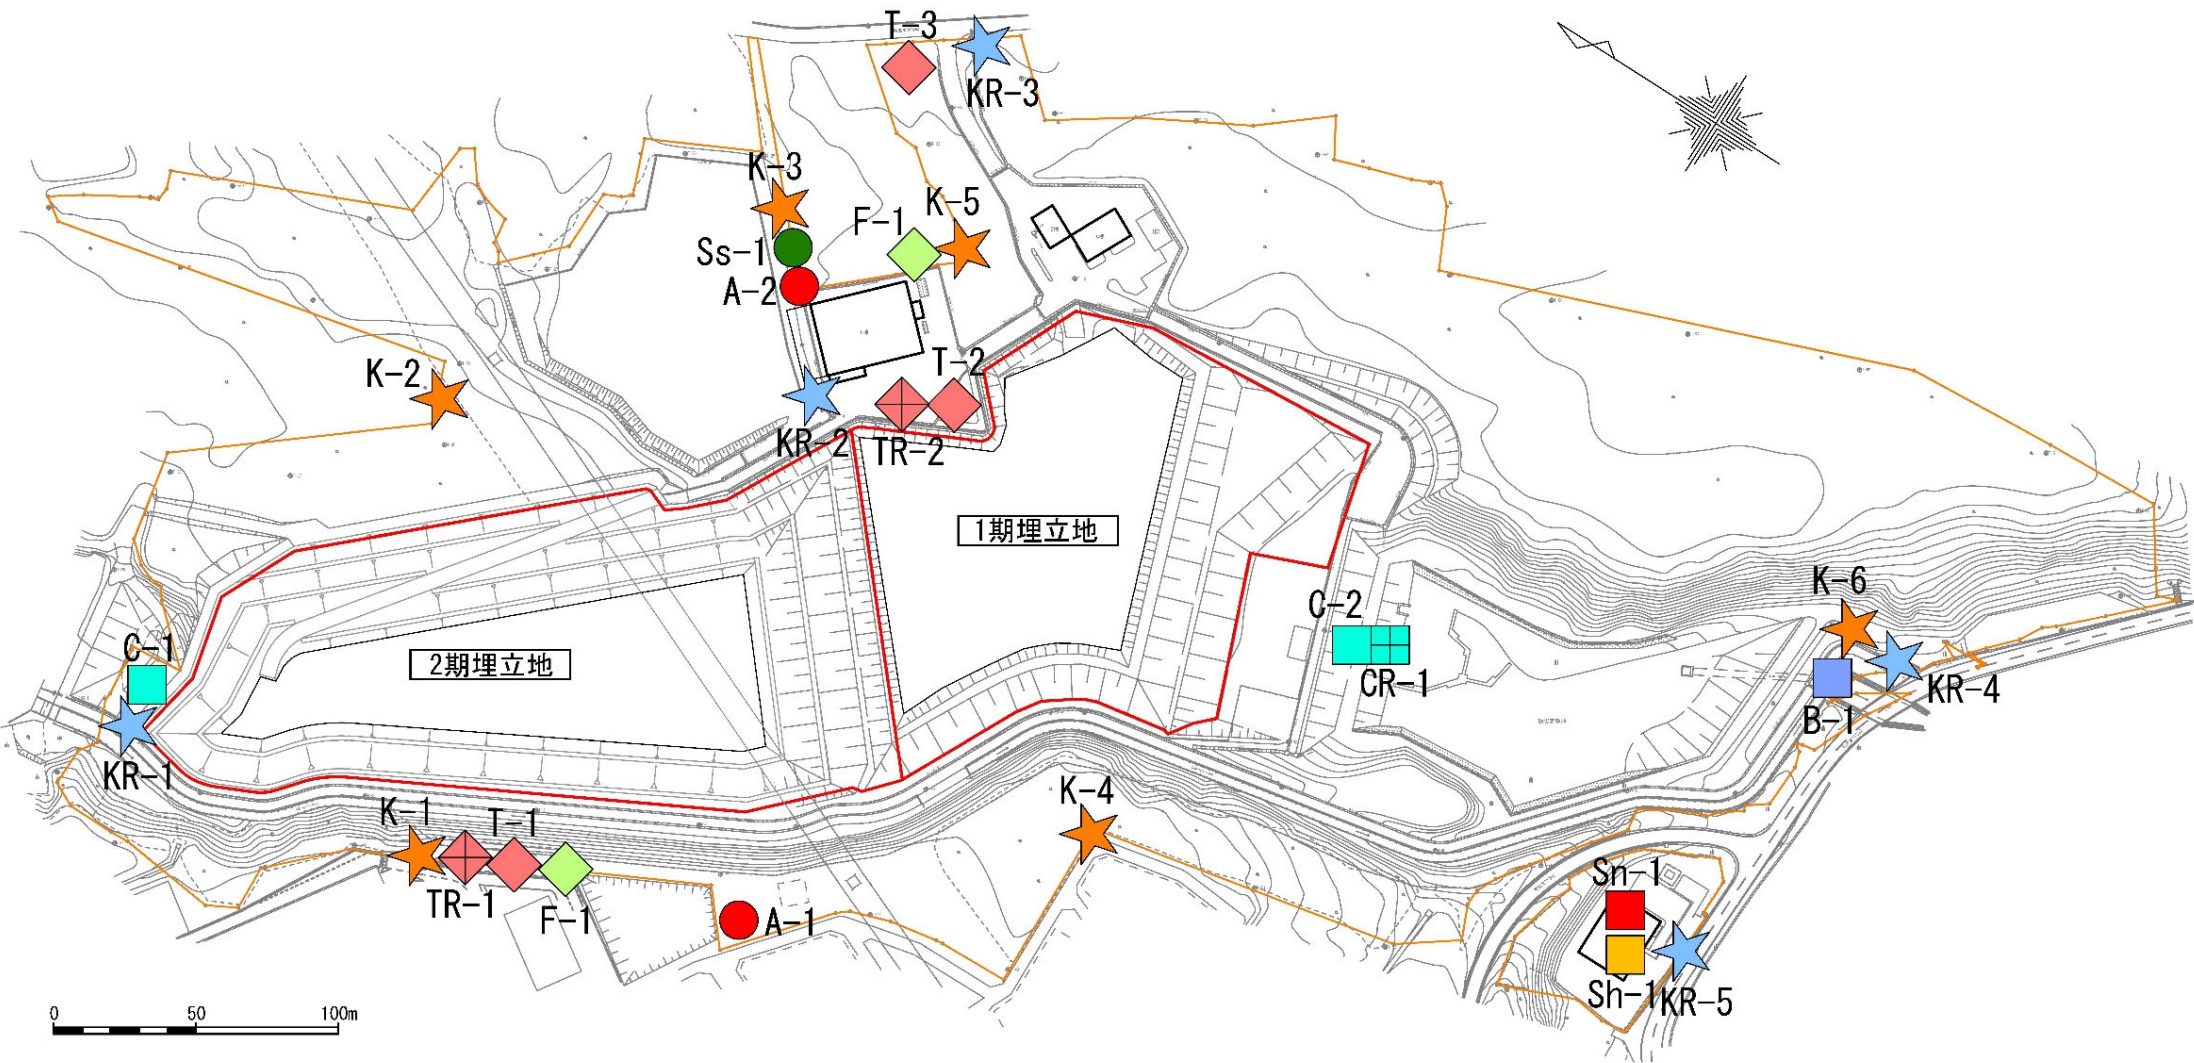 T-3
KR-3
K-3
K-5
F-1
Ss-1
A-2
K-2
T-2
KR-2
TR-2
1期埋立地
K-6
C-2
C-1
2期埋立地
CR-1
KR-4
B-1
KR-1
K-4
K-1
T-1
Sn-1
TR-1
F-1
A-1
Sh-1
KR-5
0
50
100m